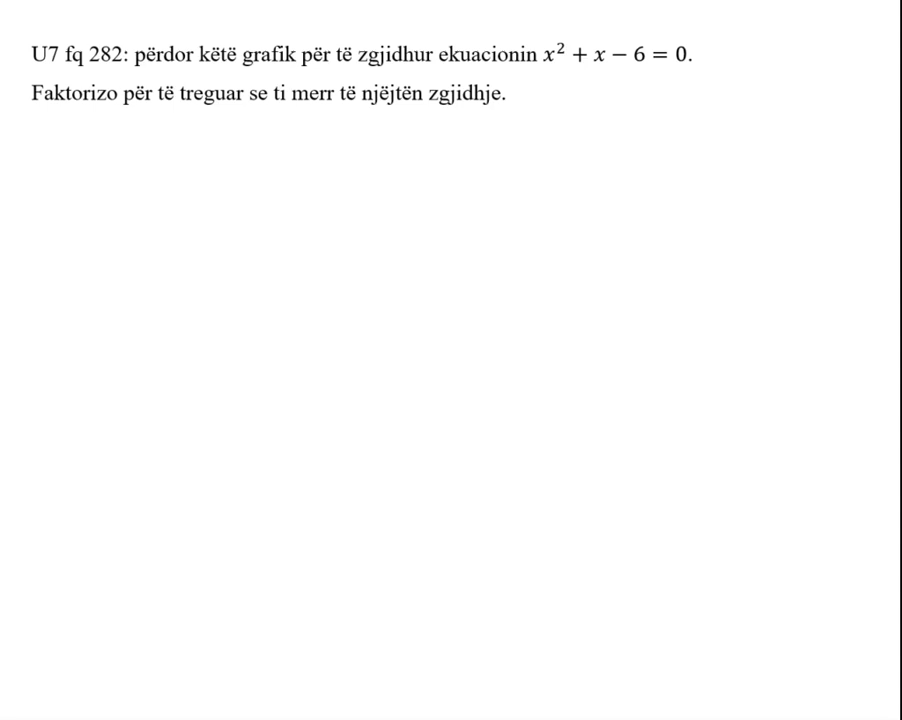 U7 fq 282: përdor këtë grafik për të zgjidhur ekuacionin x² + x − 6 = 0.
Faktorizo për të treguar se ti merr të njëjtën zgjidhje.